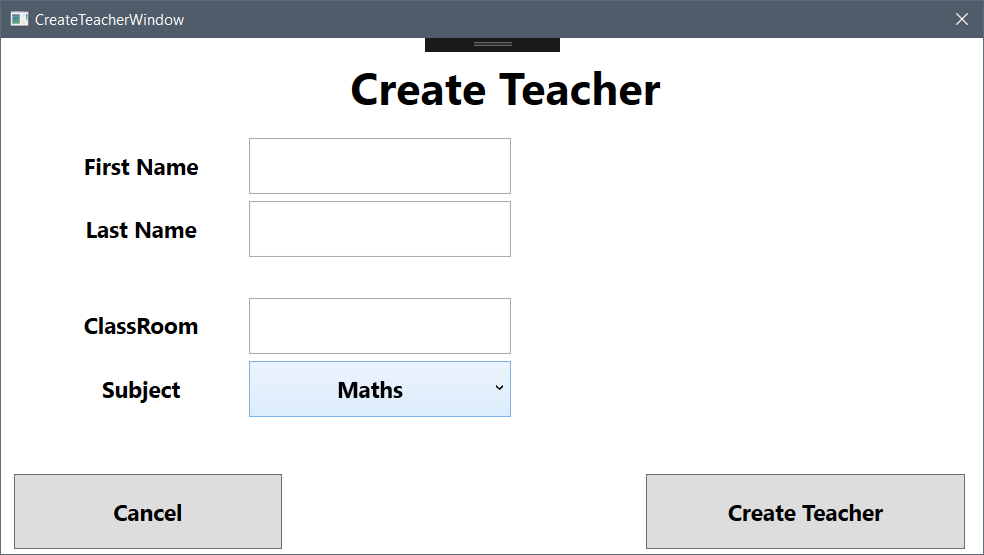 CreateTeacherWindow
Create Teacher
First Name
Last Name
ClassRoom
Subject
Maths
Cancel
Create Teacher